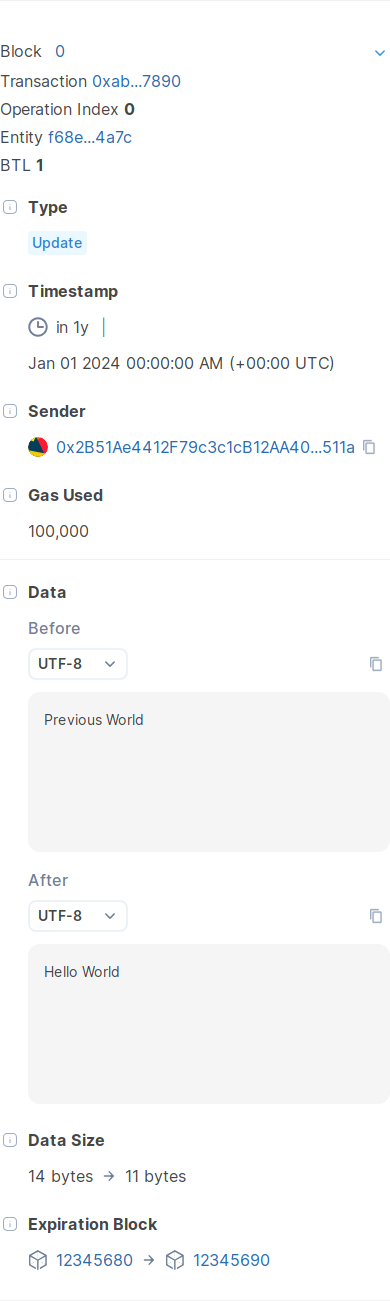 Block 0
Transaction 0xab...7890
Operation Index 0
Entity f68e...4a7c
BTL 1
Type
Update
Timestamp
in 1y
Jan 01 2024 00:00:00 AM (+00:00 UTC)
Sender
0x2B51Ae4412F79c3c1cB12AA40...511a
Gas Used
100,000
Data
Before
UTF-8
Previous World
After
UTF-8
Hello World
Data Size
14 bytes → 11 bytes
Expiration Block
12345680 → 12345690